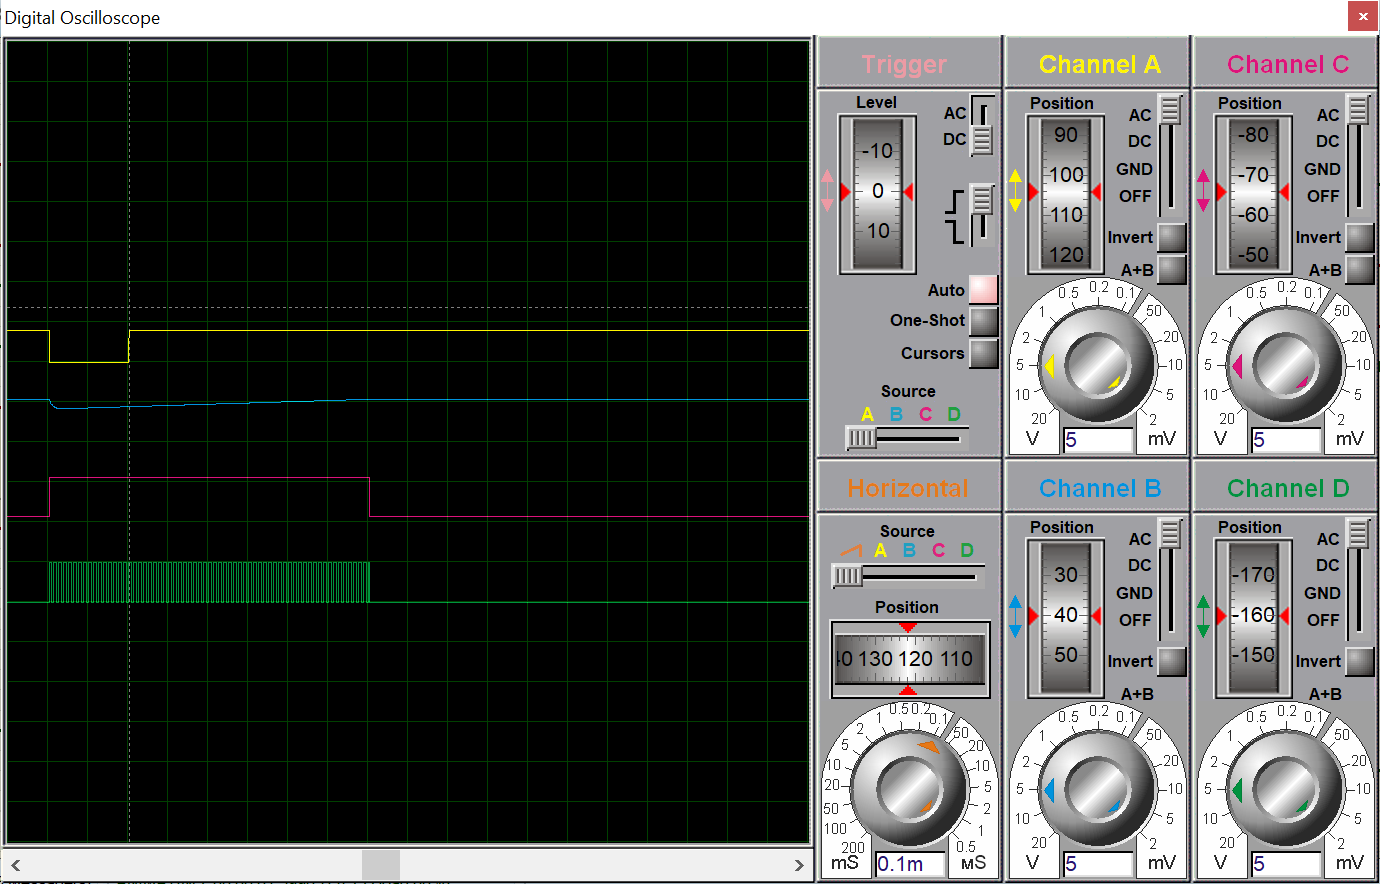 Digital Oscilloscope
Trigger
Level
-10
0
10
AC
DC
Auto
One-Shot
Cursors
Source
A B C D
Channel A
Position
90
100
110
120
AC
DC
GND
OFF
Invert
A+B
20 10 5 2 1 0.5 0.2 0.1 50 20 10 5 2
V 5 mV
Channel C
Position
-80
-70
-60
-50
AC
DC
GND
OFF
Invert
A+B
20 10 5 2 1 0.5 0.2 0.1 50 20 10 5 2
V 5 mV
Horizontal
Source
A B C D
Position
40 130 120 110
200 100 50 20 10 5 2 1 0.5 0.2 0.1 50 20 10 5 2 1 0.5
mS 0.1m мS
Channel B
Position
30
40
50
AC
DC
GND
OFF
Invert
A+B
20 10 5 2 1 0.5 0.2 0.1 50 20 10 5 2
V 5 mV
Channel D
Position
-170
-160
-150
AC
DC
GND
OFF
Invert
A+B
20 10 5 2 1 0.5 0.2 0.1 50 20 10 5 2
V 5 mV